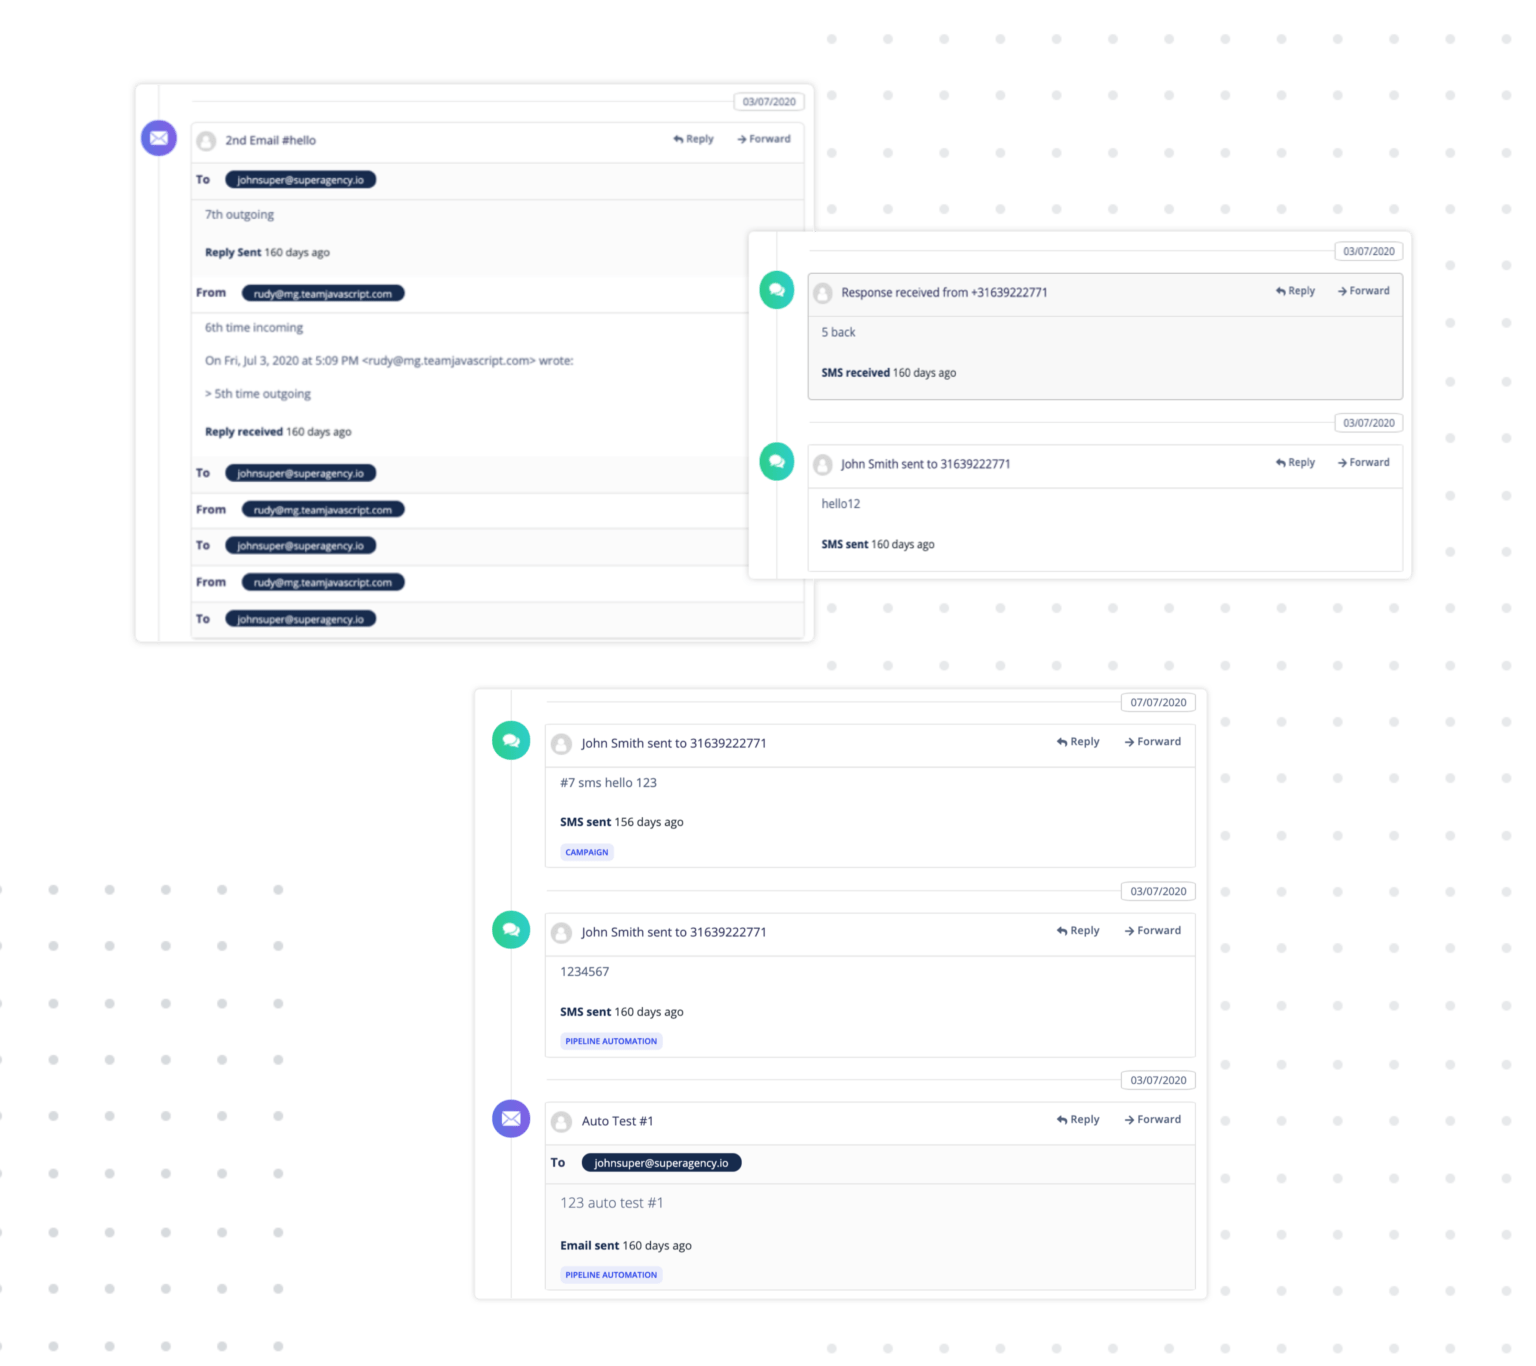 03/07/2020
2nd Email #hello Reply Forward
To johnsuper@superagency.io
7th outgoing
Reply Sent 160 days ago
From rudy@mg.teamjavascript.com
6th time incoming
On Fri, Jul 3, 2020 at 5:09 PM <rudy@mg.teamjavascript.com> wrote:
> 5th time outgoing
Reply received 160 days ago
To johnsuper@superagency.io
From rudy@mg.teamjavascript.com
To johnsuper@superagency.io
From rudy@mg.teamjavascript.com
To johnsuper@superagency.io
03/07/2020
Response received from +31639222771 Reply Forward
5 back
SMS received 160 days ago
03/07/2020
John Smith sent to 31639222771 Reply Forward
hello12
SMS sent 160 days ago
07/07/2020
John Smith sent to 31639222771 Reply Forward
#7 sms hello 123
SMS sent 156 days ago
CAMPAIGN
03/07/2020
John Smith sent to 31639222771 Reply Forward
1234567
SMS sent 160 days ago
PIPELINE AUTOMATION
03/07/2020
Auto Test #1 Reply Forward
To johnsuper@superagency.io
123 auto test #1
Email sent 160 days ago
PIPELINE AUTOMATION